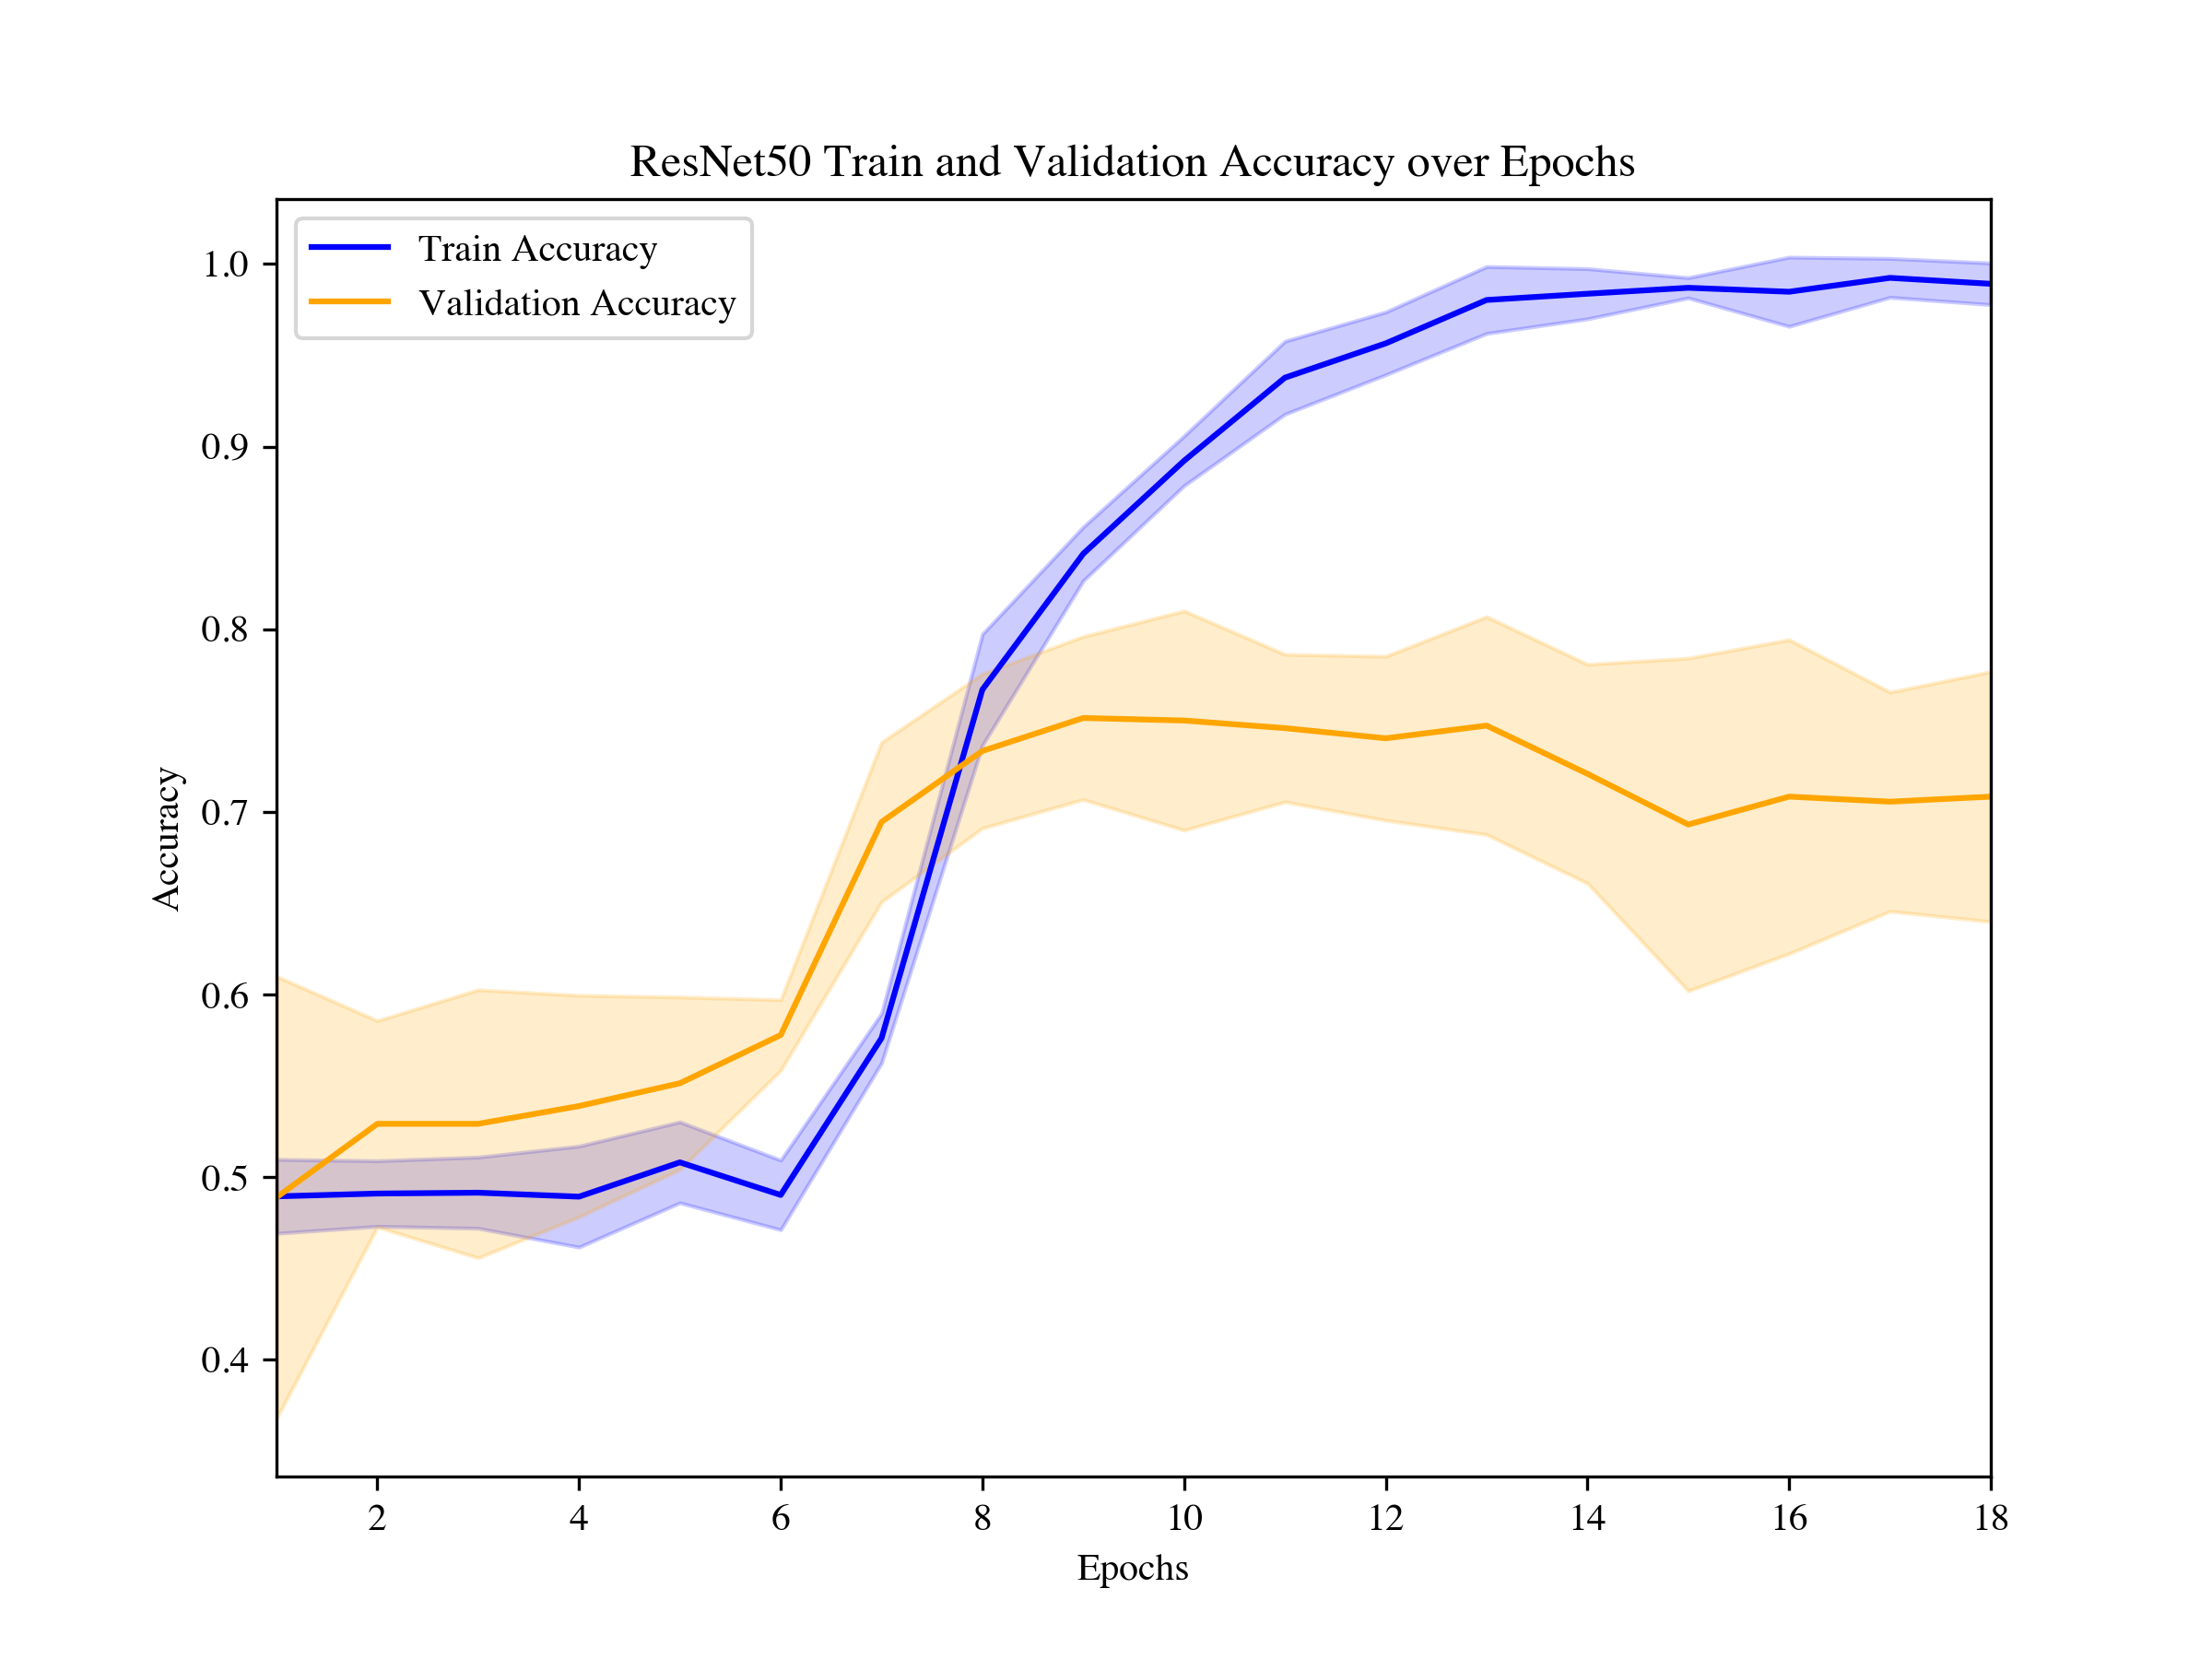 ResNet50 Train and Validation Accuracy over Epochs
Train Accuracy
Validation Accuracy
1.0
0.9
0.8
0.7
0.6
0.5
0.4
Accuracy
2 4 6 8 10 12 14 16 18
Epochs